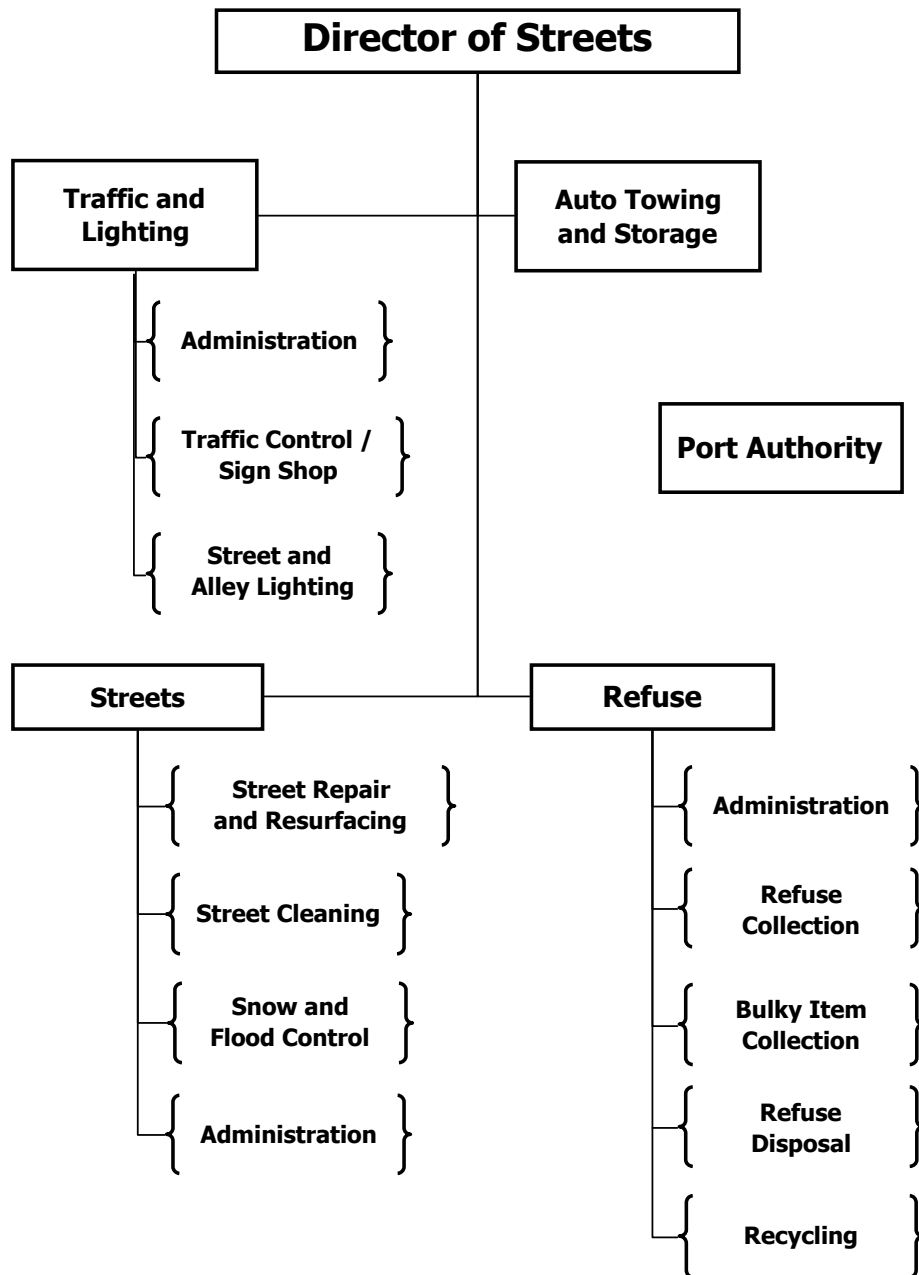 Director of Streets
Traffic and
Lighting
Auto Towing
and Storage
Administration
Traffic Control /
Sign Shop
Street and
Alley Lighting
Port Authority
Streets
Street Repair
and Resurfacing
Street Cleaning
Snow and
Flood Control
Administration
Refuse
Administration
Refuse
Collection
Bulky Item
Collection
Refuse
Disposal
Recycling